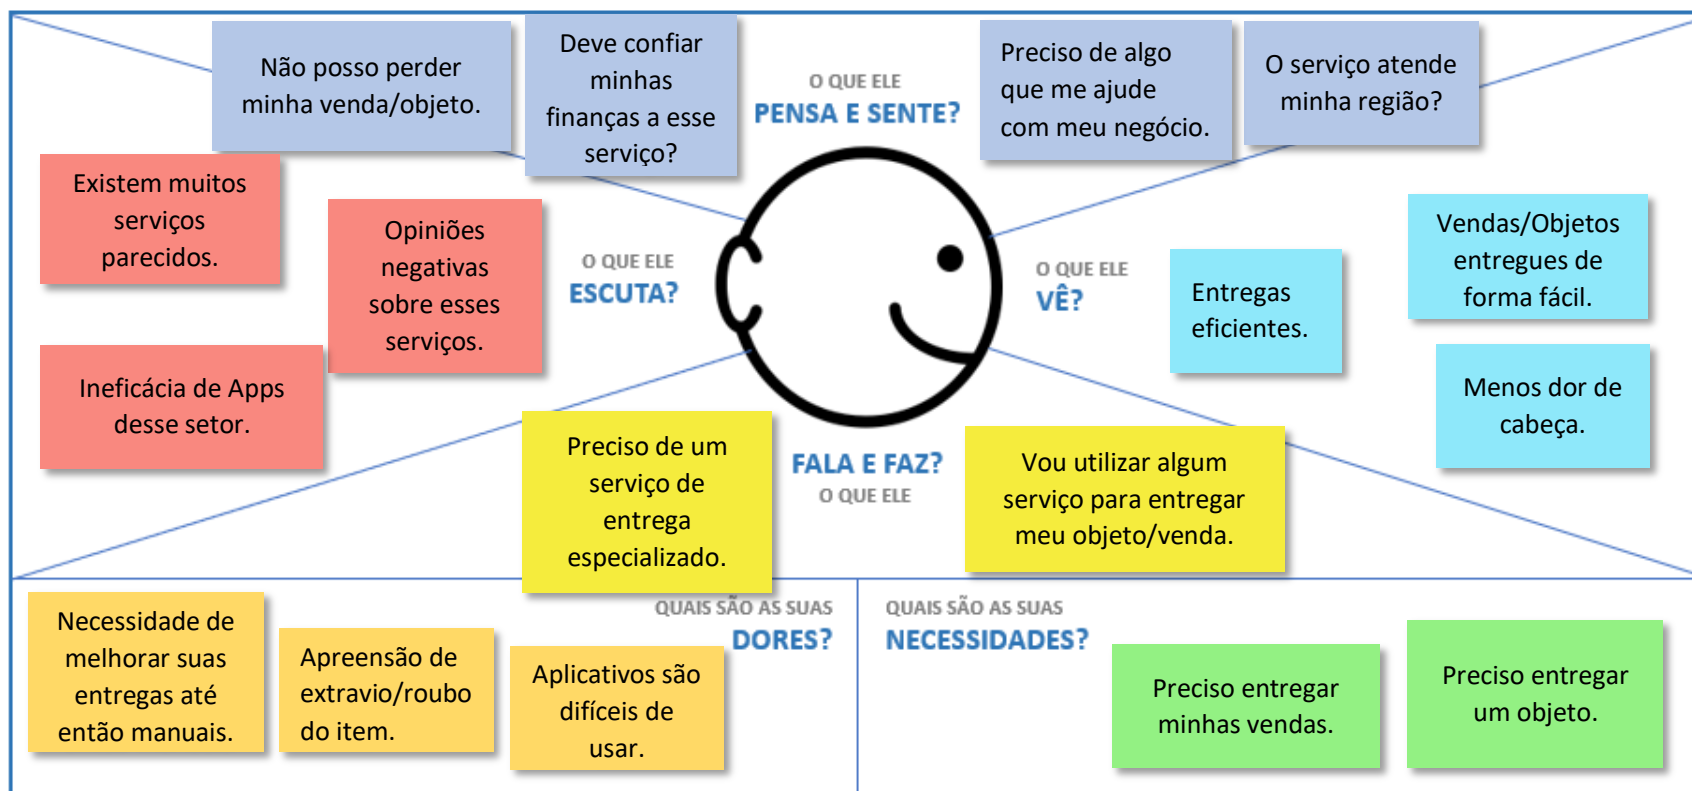 Não posso perder
minha venda/objeto.
Deve confiar
minhas
finanças a esse
serviço?
O QUE ELE
PENSA E SENTE?
Preciso de algo
que me ajude
com meu negócio.
O serviço atende
minha região?
Existem muitos
serviços
parecidos.
Opiniões
negativas
sobre esses
serviços.
Ineficácia de Apps
desse setor.
O QUE ELE
ESCUTA?
O QUE ELE
VÊ?
Entregas
eficientes.
Vendas/Objetos
entregues de
forma fácil.
Menos dor de
cabeça.
Preciso de um
serviço de
entrega
especializado.
FALA E FAZ?
O QUE ELE
Vou utilizar algum
serviço para entregar
meu objeto/venda.
QUAIS SÃO AS SUAS
DORES?
Necessidade de
melhorar suas
entregas até
então manuais.
Apreensão de
extravio/roubo
do item.
Aplicativos são
difíceis de
usar.
QUAIS SÃO AS SUAS
NECESSIDADES?
Preciso entregar
minhas vendas.
Preciso entregar
um objeto.